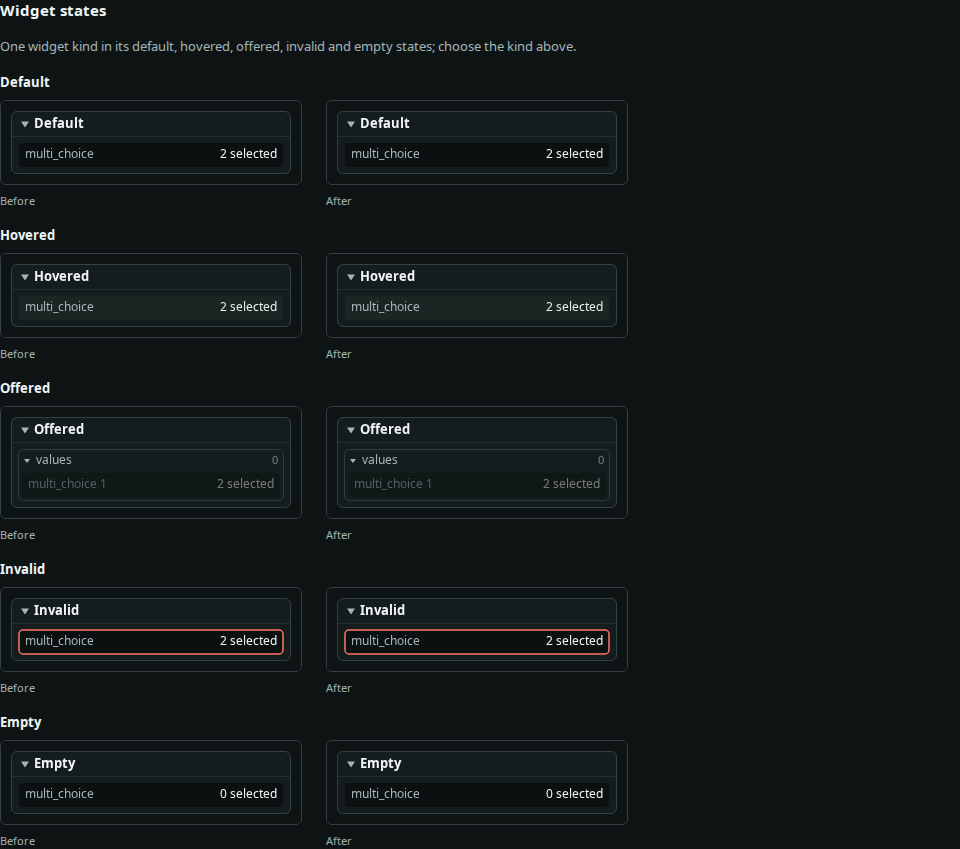 Widget states
One widget kind in its default, hovered, offered, invalid and empty states; choose the kind above.
Default
Default
multi_choice 2 selected
Before
Default
multi_choice 2 selected
After
Hovered
Hovered
multi_choice 2 selected
Before
Hovered
multi_choice 2 selected
After
Offered
Offered
values 0
multi_choice 1 2 selected
Before
Offered
values 0
multi_choice 1 2 selected
After
Invalid
Invalid
multi_choice 2 selected
Before
Invalid
multi_choice 2 selected
After
Empty
Empty
multi_choice 0 selected
Before
Empty
multi_choice 0 selected
After